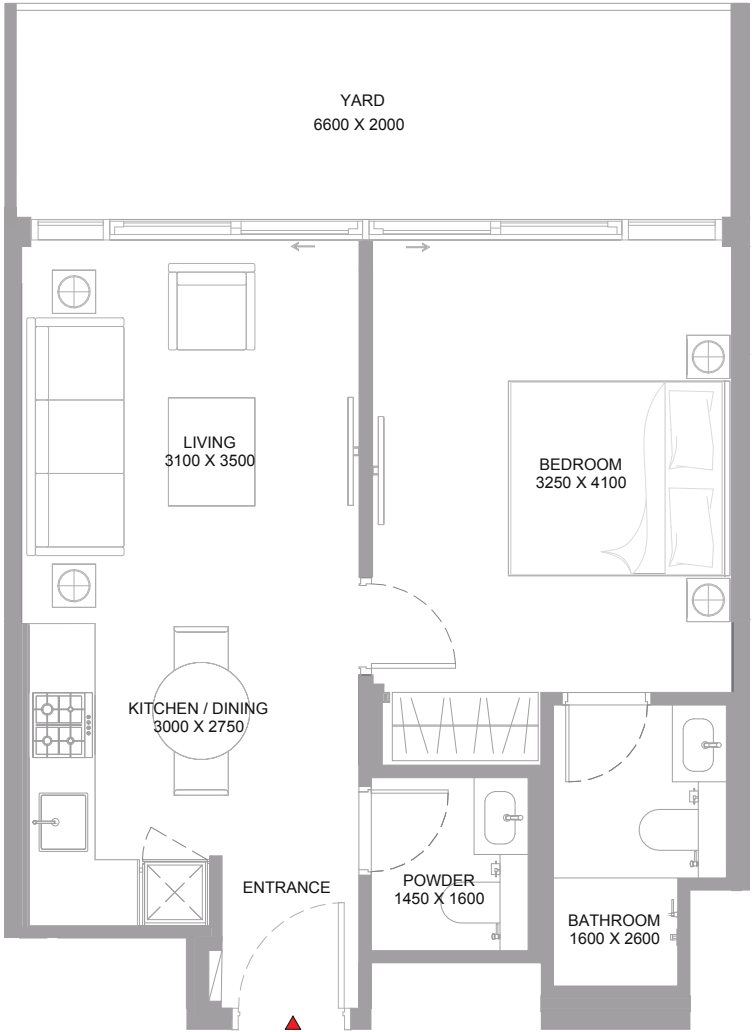 YARD
6600 X 2000
LIVING
3100 X 3500
BEDROOM
3250 X 4100
KITCHEN / DINING
3000 X 2750
ENTRANCE
POWDER
1450 X 1600
BATHROOM
1600 X 2600